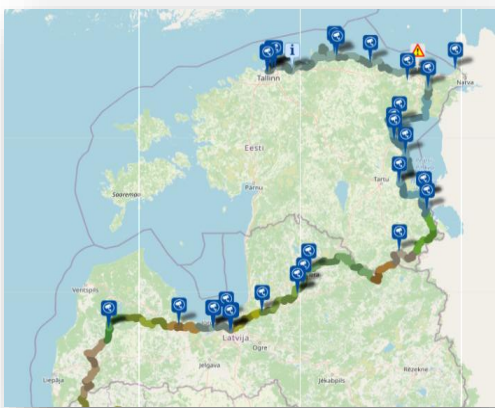 Tallinn
Narva
Eesti
Tartu
Pärnu
Saaremaa
Ventspils
Latvija
Ogre
Jelgava
Liepāja
Jēkabpils
Rēzekne